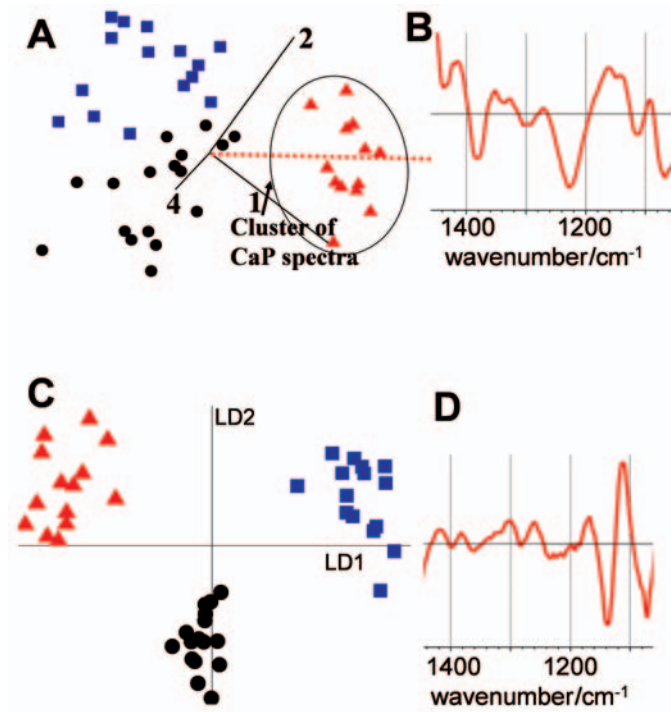 A
2
4
1
Cluster of
CaP spectra
B
1400 1200
wavenumber/cm-1
C
LD2
LD1
D
1400 1200
wavenumber/cm-1